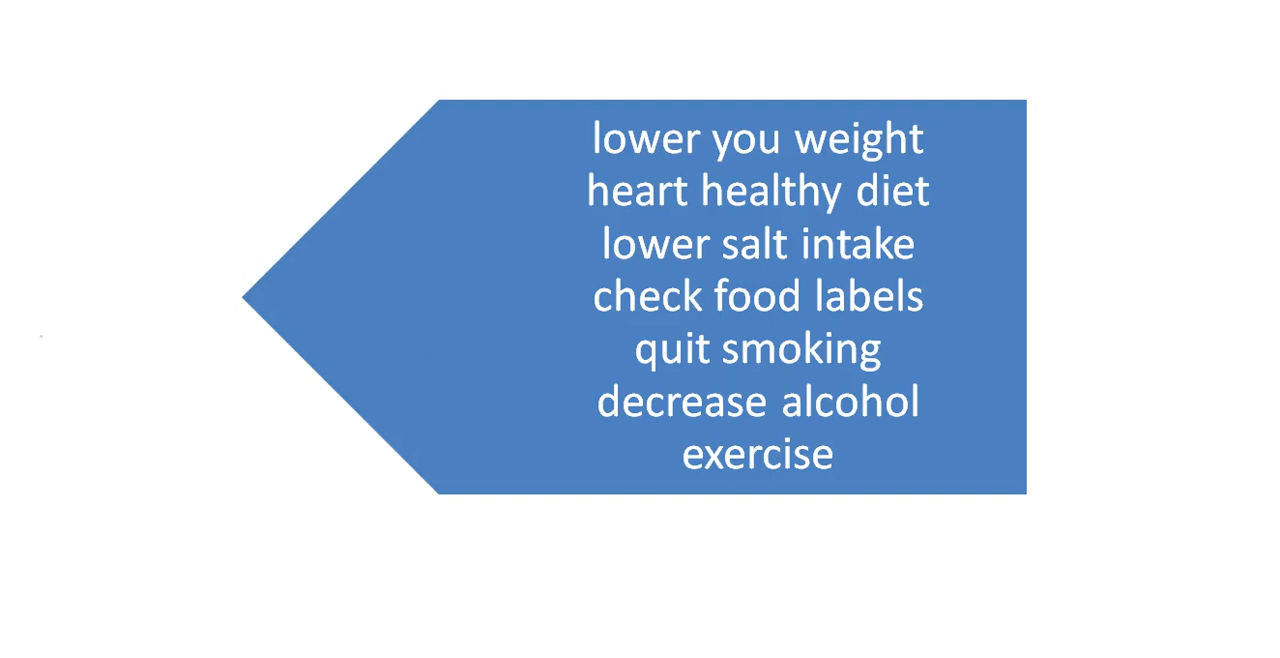 lower you weight
heart healthy diet
lower salt intake
check food labels
quit smoking
decrease alcohol
exercise